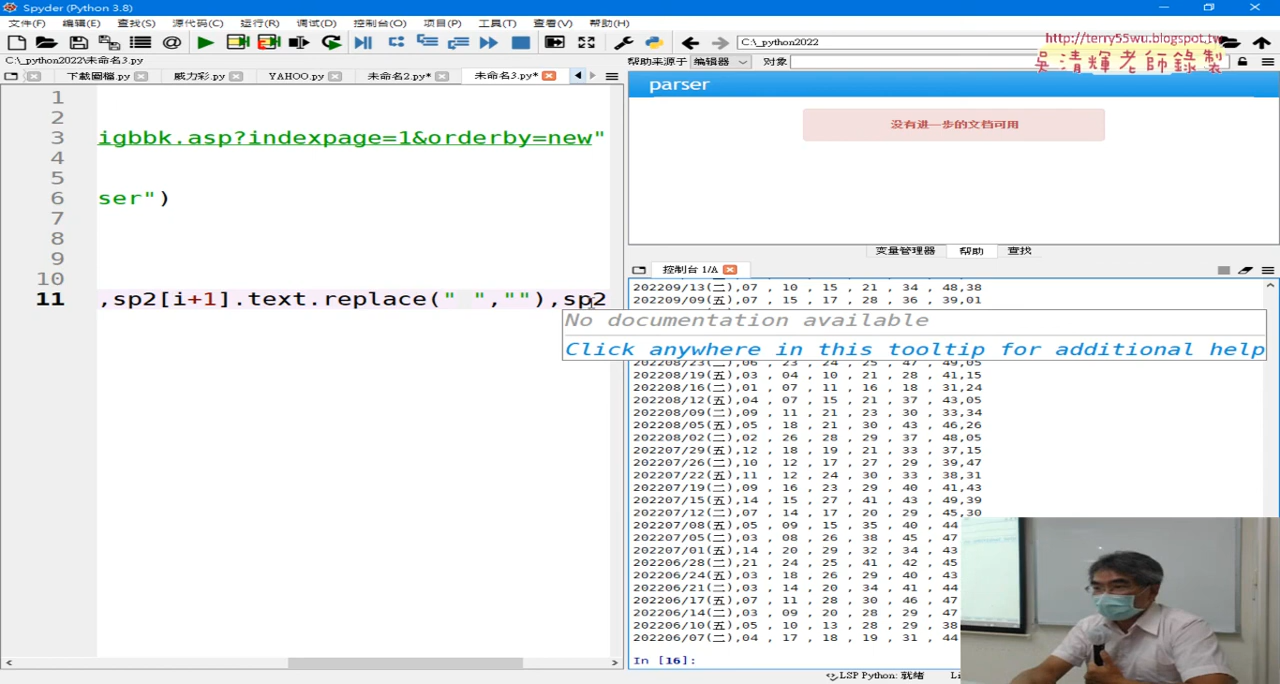 Spyder (Python 3.8)
文件(F) 编辑(E) 查找(S) 源代码(C) 运行(R) 调试(D) 控制台(O) 项目(P) 工具(T) 查看(V) 帮助(H)
C:\_python2022
http://terry55wu.blogspot.tw
吳清輝老師錄製
C:\_python2022\未命名3.py
下載圖檔.py 威力彩.py YAHOO.py 未命名2.py* 未命名3.py*
帮助来源于 编辑器 对象
parser
没有进一步的文档可用
变量管理器 帮助 查找
控制台 1/A
1
2
3 igbbk.asp?indexpage=1&orderby=new"
4
5
6 ser")
7
8
9
10
11 ,sp2[i+1].text.replace(" ",""),sp2
No documentation available
Click anywhere in this tooltip for additional help
202209/13(二),07 , 10 , 15 , 21 , 34 , 48,38
202209/09(五),07 , 15 , 17 , 28 , 36 , 39,01
202208/19(五),03 , 04 , 10 , 21 , 28 , 41,15
202208/16(二),01 , 07 , 11 , 16 , 18 , 31,24
202208/12(五),04 , 07 , 15 , 21 , 37 , 43,05
202208/09(二),09 , 11 , 21 , 23 , 30 , 33,34
202208/05(五),05 , 18 , 21 , 30 , 43 , 46,26
202208/02(二),02 , 26 , 28 , 29 , 37 , 48,05
202207/29(五),12 , 18 , 19 , 21 , 33 , 37,15
202207/26(二),10 , 12 , 17 , 27 , 29 , 39,47
202207/22(五),11 , 12 , 24 , 30 , 33 , 38,31
202207/19(二),09 , 16 , 23 , 29 , 40 , 41,43
202207/15(五),14 , 15 , 27 , 41 , 43 , 49,39
202207/12(二),07 , 14 , 17 , 20 , 29 , 45,30
202207/08(五),05 , 09 , 15 , 35 , 40 , 44
202207/05(二),03 , 08 , 26 , 38 , 45 , 47
202207/01(五),14 , 20 , 29 , 32 , 34 , 43
202206/28(二),21 , 24 , 25 , 41 , 42 , 45
202206/24(五),03 , 18 , 26 , 29 , 40 , 43
202206/21(二),03 , 14 , 20 , 34 , 41 , 44
202206/17(五),07 , 11 , 28 , 30 , 46 , 47
202206/14(二),03 , 09 , 20 , 28 , 29 , 47
202206/10(五),05 , 10 , 13 , 28 , 29 , 38
202206/07(二),04 , 17 , 18 , 19 , 31 , 44
In [16]:
LSP Python: 就绪